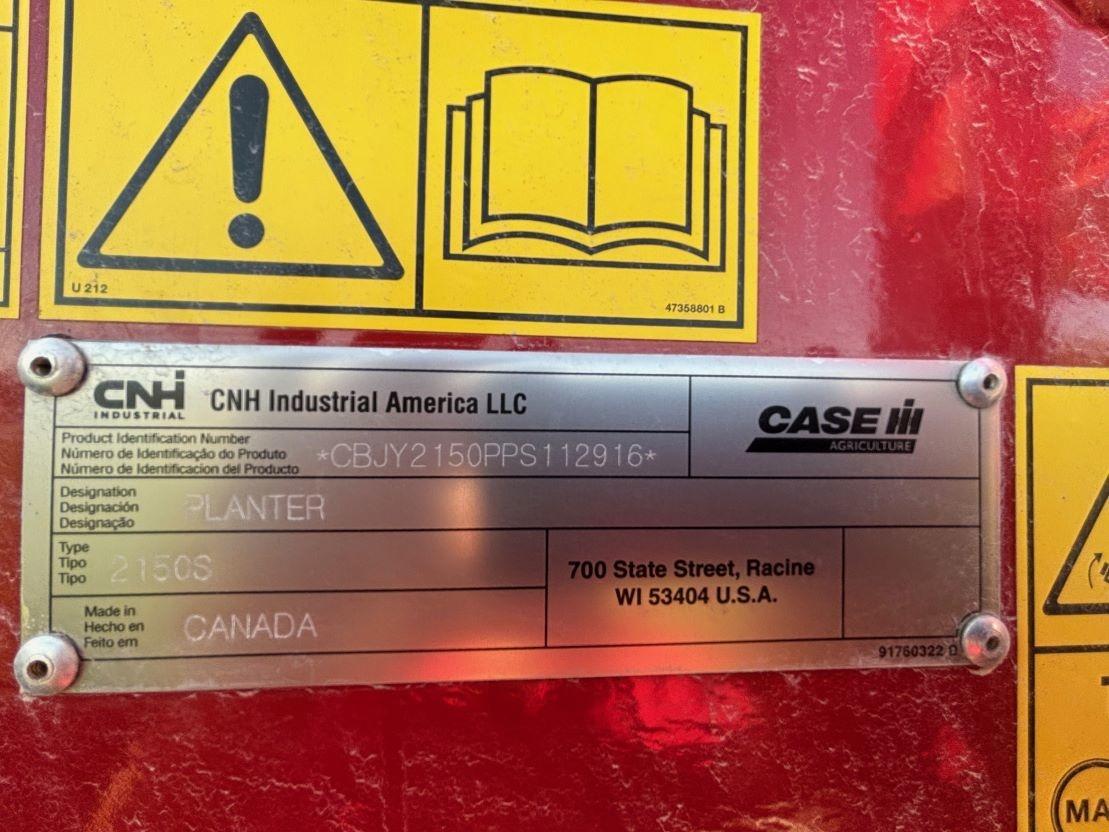 U 212
47358801 B
CNH
INDUSTRIAL
CNH Industrial America LLC
CASE IH
AGRICULTURE
Product Identification Number
Número de Identificação do Produto
Número de Identificacion del Producto
*CBJY2150PPS112916*
Designation
Designación
Designação
PLANTER
Type
Tipo
Tipo
2150S
700 State Street, Racine
WI 53404 U.S.A.
Made in
Hecho en
Feito em
CANADA
91760322 D
MA